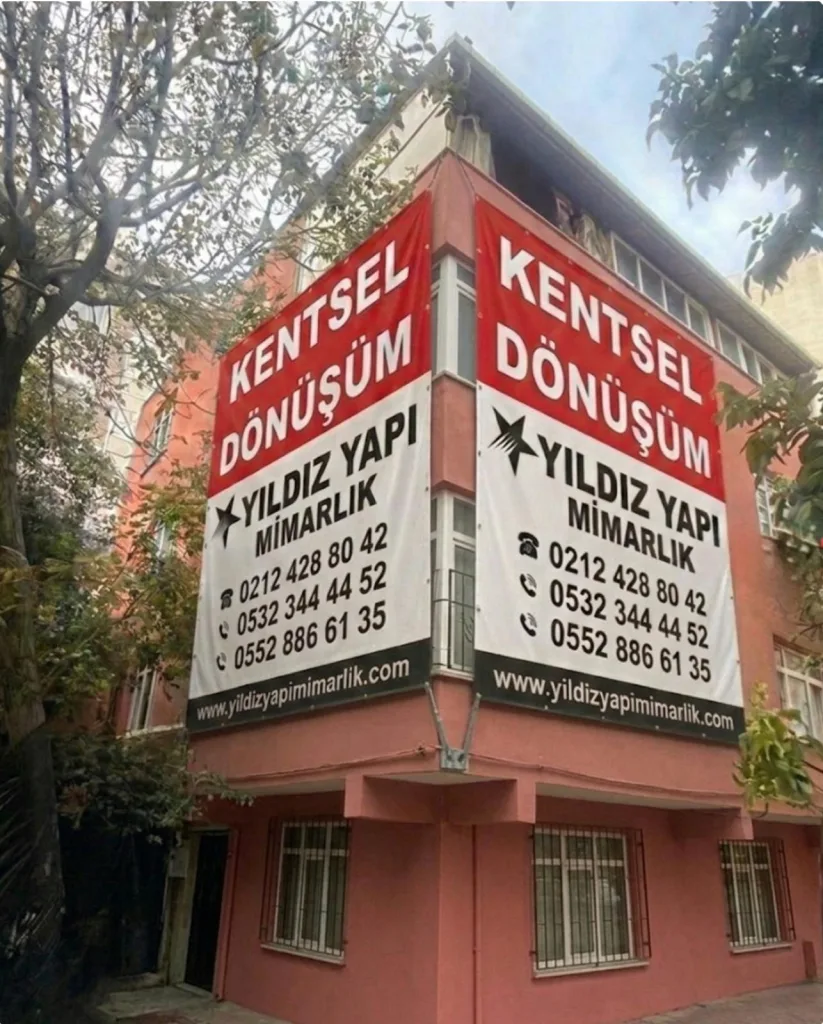 KENTSEL
DÖNÜŞÜM
YILDIZ YAPI
MİMARLIK
0212 428 80 42
0532 344 44 52
0552 886 61 35
www.yildizyapimimarlik.com
KENTSEL
DÖNÜŞÜM
YILDIZ YAPI
MİMARLIK
0212 428 80 42
0532 344 44 52
0552 886 61 35
www.yildizyapimimarlik.com